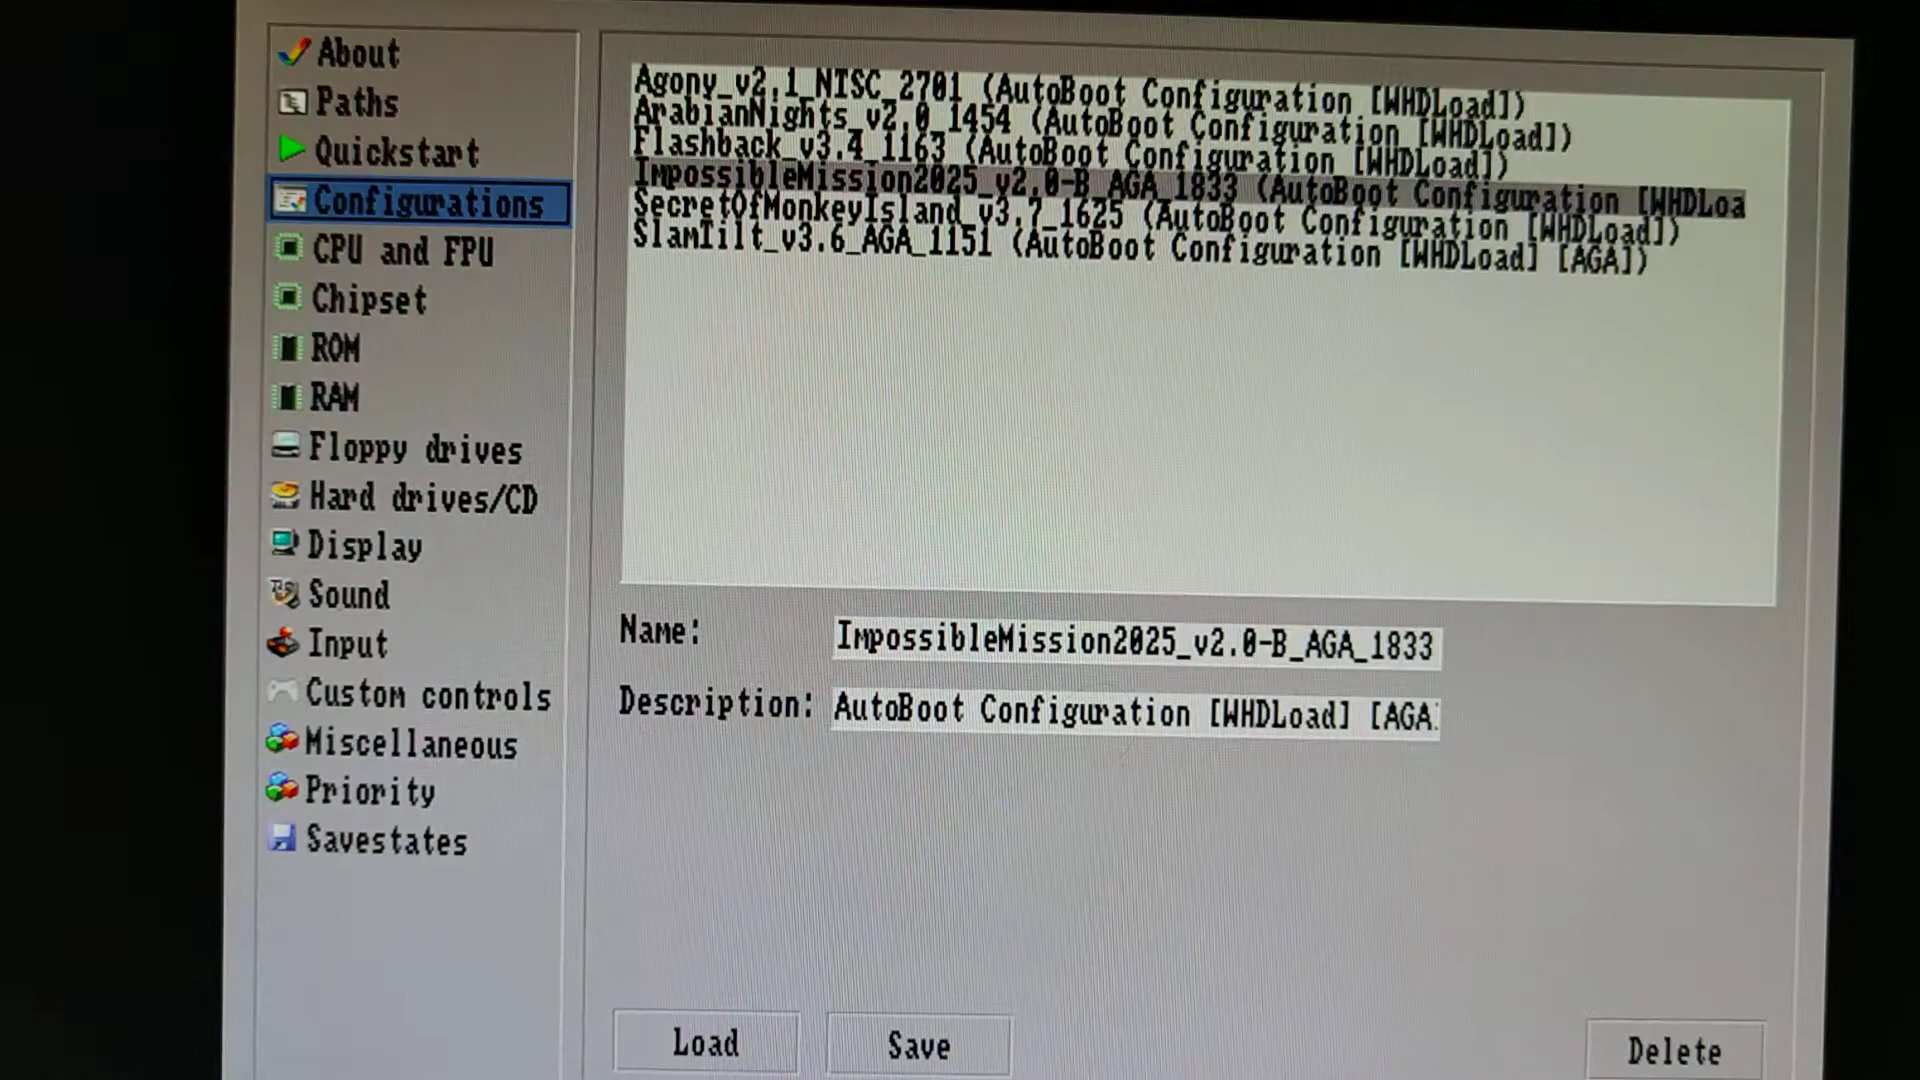 About
Paths
Quickstart
Configurations
CPU and FPU
Chipset
ROM
RAM
Floppy drives
Hard drives/CD
Display
Sound
Input
Custom controls
Miscellaneous
Priority
Savestates
Agony_v2.1_NTSC_2701 (AutoBoot Configuration [WHDLoad])
ArabianNights_v2.0_1454 (AutoBoot Configuration [WHDLoad])
Flashback_v3.4_1163 (AutoBoot Configuration [WHDLoad])
ImpossibleMission2025_v2.0-B_AGA_1833 (AutoBoot Configuration [WHDLoa
SecretOfMonkeyIsland_v3.7_1625 (AutoBoot Configuration [WHDLoad])
SlamTilt_v3.6_AGA_1151 (AutoBoot Configuration [WHDLoad] [AGA])
Name: ImpossibleMission2025_v2.0-B_AGA_1833
Description: AutoBoot Configuration [WHDLoad] [AGA
Load
Save
Delete